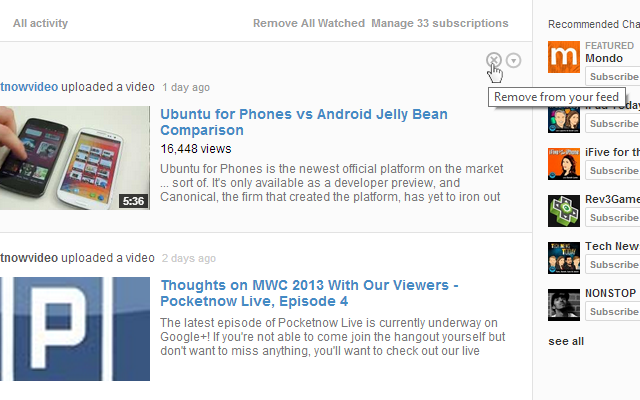 All activity
Remove All Watched Manage 33 subscriptions
tnowvideo uploaded a video 1 day ago
5:36
Ubuntu for Phones vs Android Jelly Bean
Comparison
16,448 views
Ubuntu for Phones is the newest official platform on the market
... sort of. It's only available as a developer preview, and
Canonical, the firm that created the platform, has yet to iron out
tnowvideo uploaded a video 2 days ago
P
Thoughts on MWC 2013 With Our Viewers -
Pocketnow Live, Episode 4
The latest episode of Pocketnow Live is currently underway on
Google+! If you're not able to come join the hangout yourself but
don't want to miss anything, you'll want to check out our live
Remove from your feed
Recommended Cha
m
FEATURED
Mondo
Subscribe
Today
Subscribe
iFive for th
Subscribe
Rev3Game
Subscribe
Tech New
Subscribe
NONSTOP
Subscribe
see all